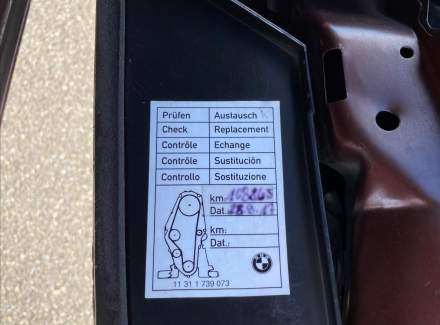 Prüfen Austausch
Check Replacement
Contrôle Echange
Contrôle Sustitución
Controllo Sostituzione
km:
Dat.:
km:
Dat.:
11 31 1 739 073